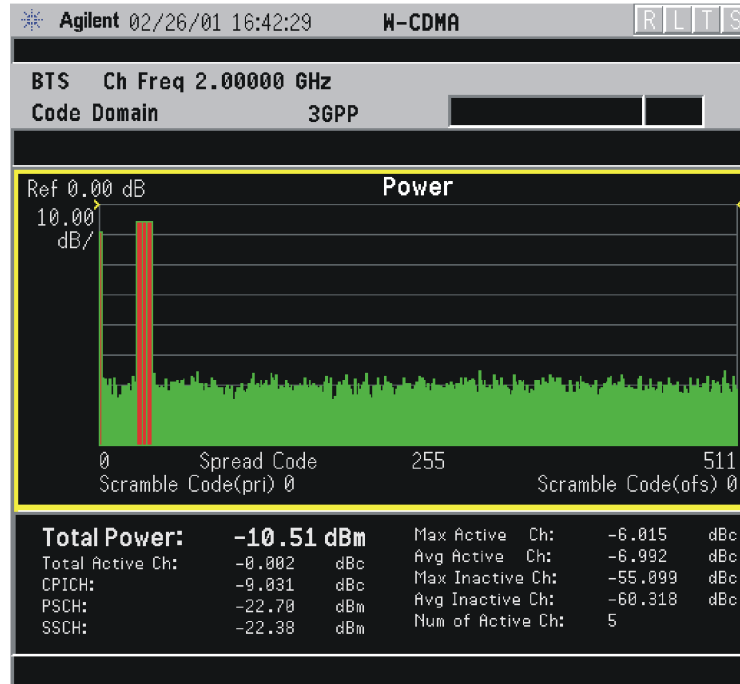 Agilent 02/26/01 16:42:29 W-CDMA R L T S
BTS Ch Freq 2.00000 GHz
Code Domain 3GPP
Ref 0.00 dB Power
10.00
dB/
0 Spread Code 255 511
Scramble Code(pri) 0 Scramble Code(ofs) 0
Total Power: -10.51 dBm
Total Active Ch: -0.002 dBc
CPICH: -9.031 dBc
PSCH: -22.70 dBm
SSCH: -22.38 dBm
Max Active Ch: -6.015 dBc
Avg Active Ch: -6.992 dBc
Max Inactive Ch: -55.099 dBc
Avg Inactive Ch: -60.318 dBc
Num of Active Ch: 5